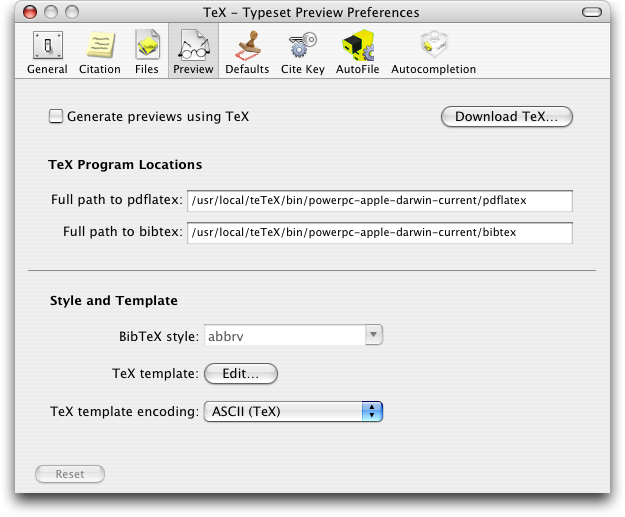 TeX – Typeset Preview Preferences
General Citation Files Preview Defaults Cite Key AutoFile Autocompletion
Generate previews using TeX Download TeX...
TeX Program Locations
Full path to pdflatex: /usr/local/teTeX/bin/powerpc-apple-darwin-current/pdflatex
Full path to bibtex: /usr/local/teTeX/bin/powerpc-apple-darwin-current/bibtex
Style and Template
BibTeX style: abbrv
TeX template: Edit...
TeX template encoding: ASCII (TeX)
Reset